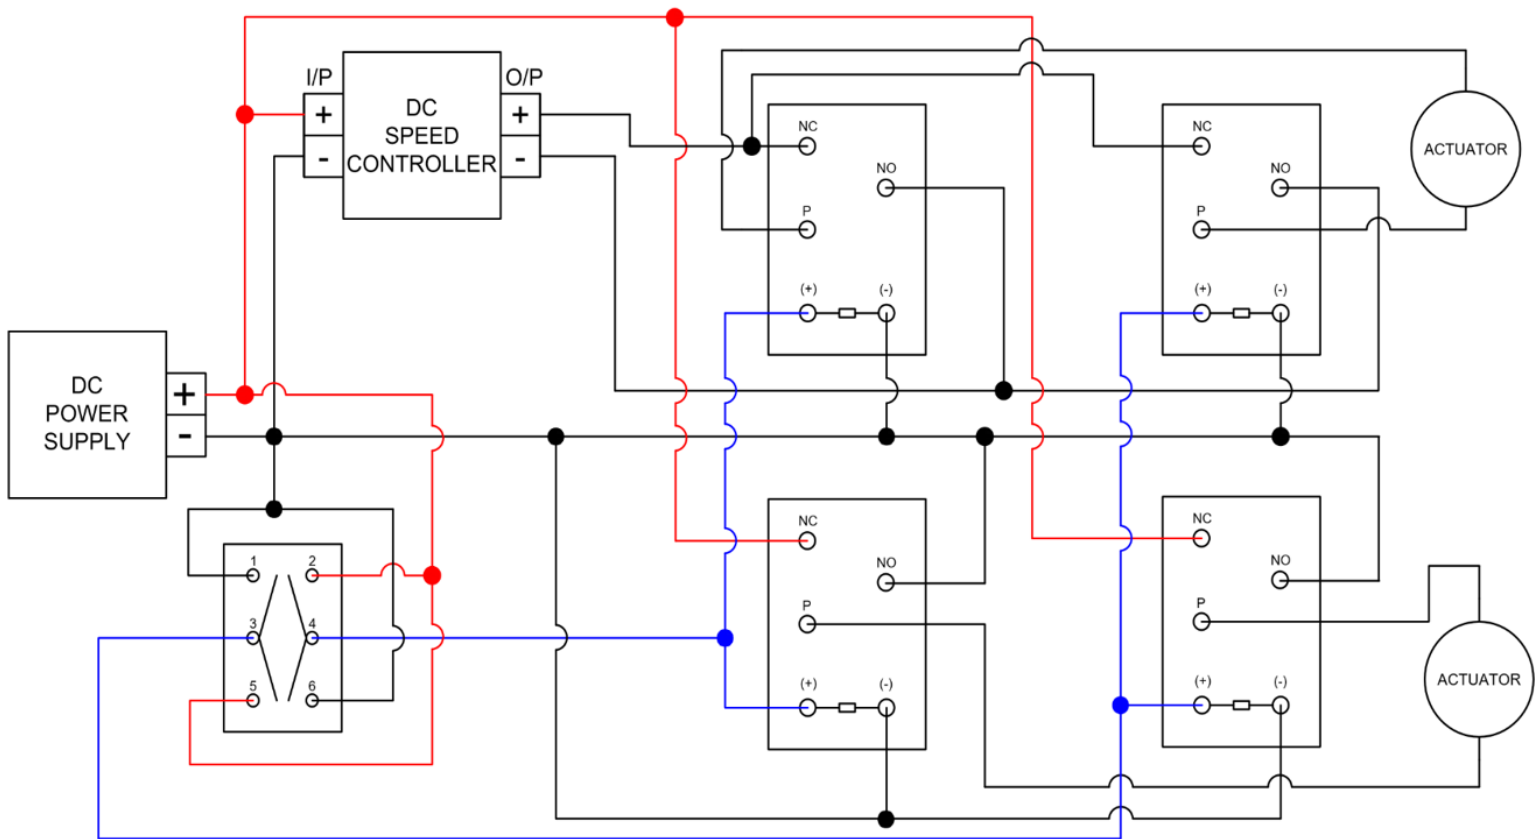 I/P
O/P
+
-
DC
SPEED
CONTROLLER
+
-
NC
NO
P
(+)
(-)
NC
NO
P
(+)
(-)
ACTUATOR
DC
POWER
SUPPLY
+
-
1
2
3
4
5
6
NC
NO
P
(+)
(-)
NC
NO
P
(+)
(-)
ACTUATOR